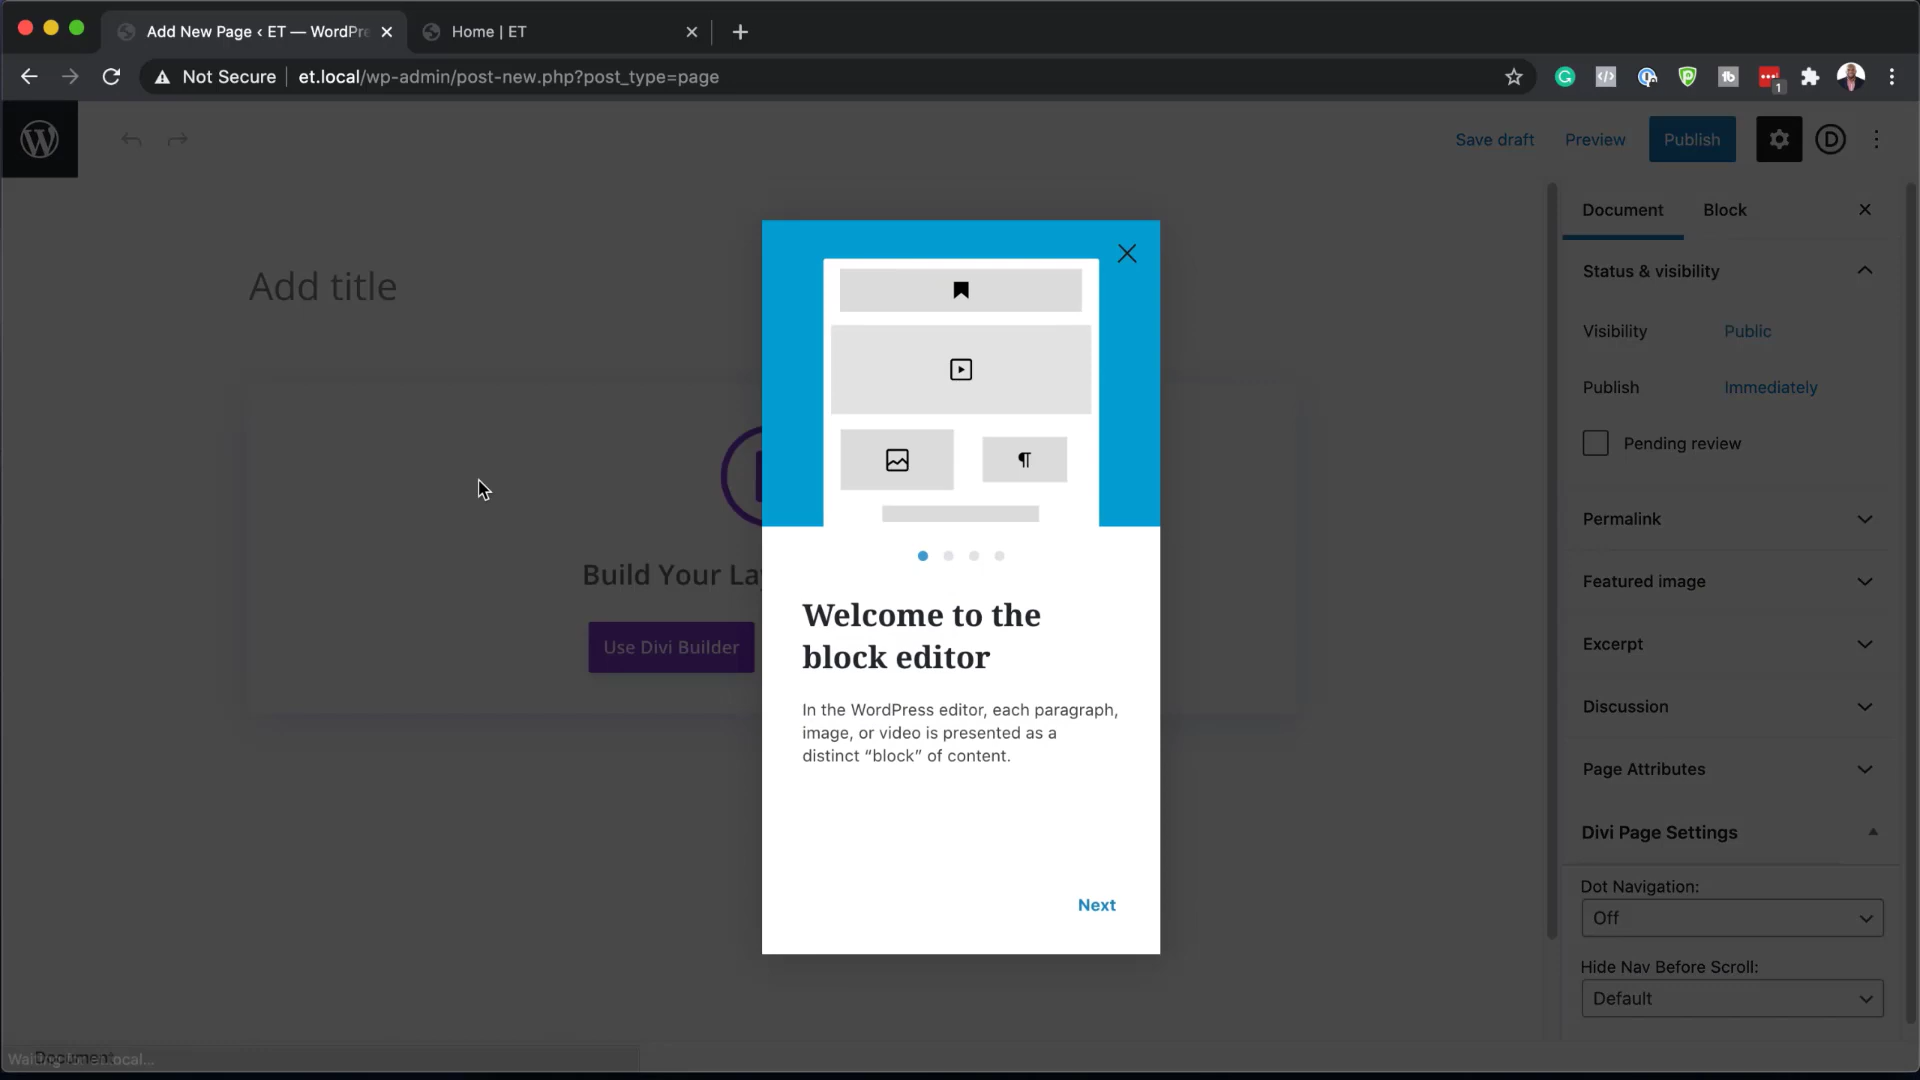 Add New Page ‹ ET — WordPre
Home | ET
Not Secure
et.local/wp-admin/post-new.php?post_type=page
1
Save draft
Preview
Publish
Document
Block
Add title
Status & visibility
Visibility
Public
Publish
Immediately
Pending review
Permalink
Build Your La
Featured image
Use Divi Builder
Welcome to the
block editor
Excerpt
In the WordPress editor, each paragraph,
image, or video is presented as a
distinct “block” of content.
Discussion
Page Attributes
Divi Page Settings
Dot Navigation:
Off
Next
Hide Nav Before Scroll:
Default
Document